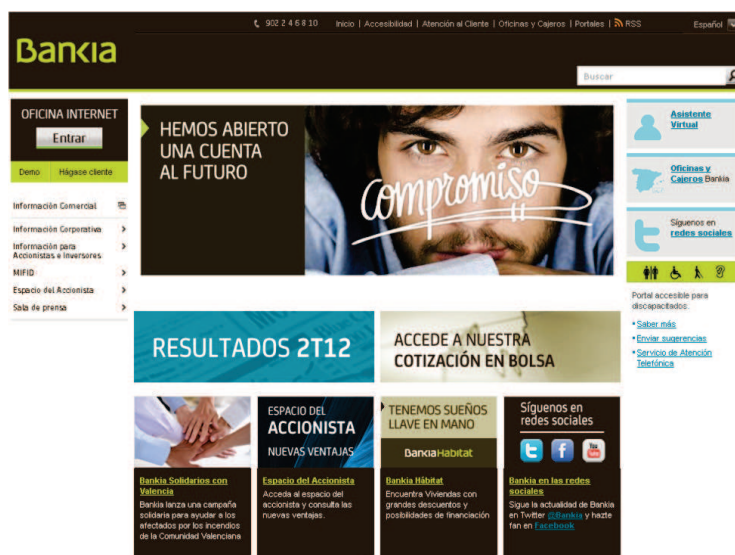 902 2 4 6 8 10 Inicio | Accesibilidad | Atención al Cliente | Oficinas y Cajeros | Portales | RSS Español
Bankia
Buscar
OFICINA INTERNET
Entrar
Demo Hágase cliente
Información Comercial
Información Corporativa
Información para
Accionistas e Inversores
MIFID
Espacio del Accionista
Sala de prensa
HEMOS ABIERTO
UNA CUENTA
AL FUTURO
compromiso
Asistente
Virtual
Oficinas y
Cajeros Bankia
Síguenos en
redes sociales
Portal accesible para
discapacitados.
Saber más
Enviar sugerencias
Servicio de Atención
Telefónica
RESULTADOS 2T12
ACCEDE A NUESTRA
COTIZACIÓN EN BOLSA
Bankia Solidarios con
Valencia
Bankia lanza una campaña
solidaria para ayudar a los
afectados por los incendios
de la Comunidad Valenciana
ESPACIO DEL
ACCIONISTA
NUEVAS VENTAJAS
Espacio del Accionista
Acceda al espacio del
accionista y consulta las
nuevas ventajas.
TENEMOS SUEÑOS
LLAVE EN MANO
BankiaHabitat
Bankia Hábitat
Encuentra Viviendas con
grandes descuentos y
posibilidades de financiación
Síguenos en
redes sociales
You
Tube
Bankia en las redes
sociales
Sigue la actualidad de Bankia
en Twitter @Bankia y hazte
fan en Facebook